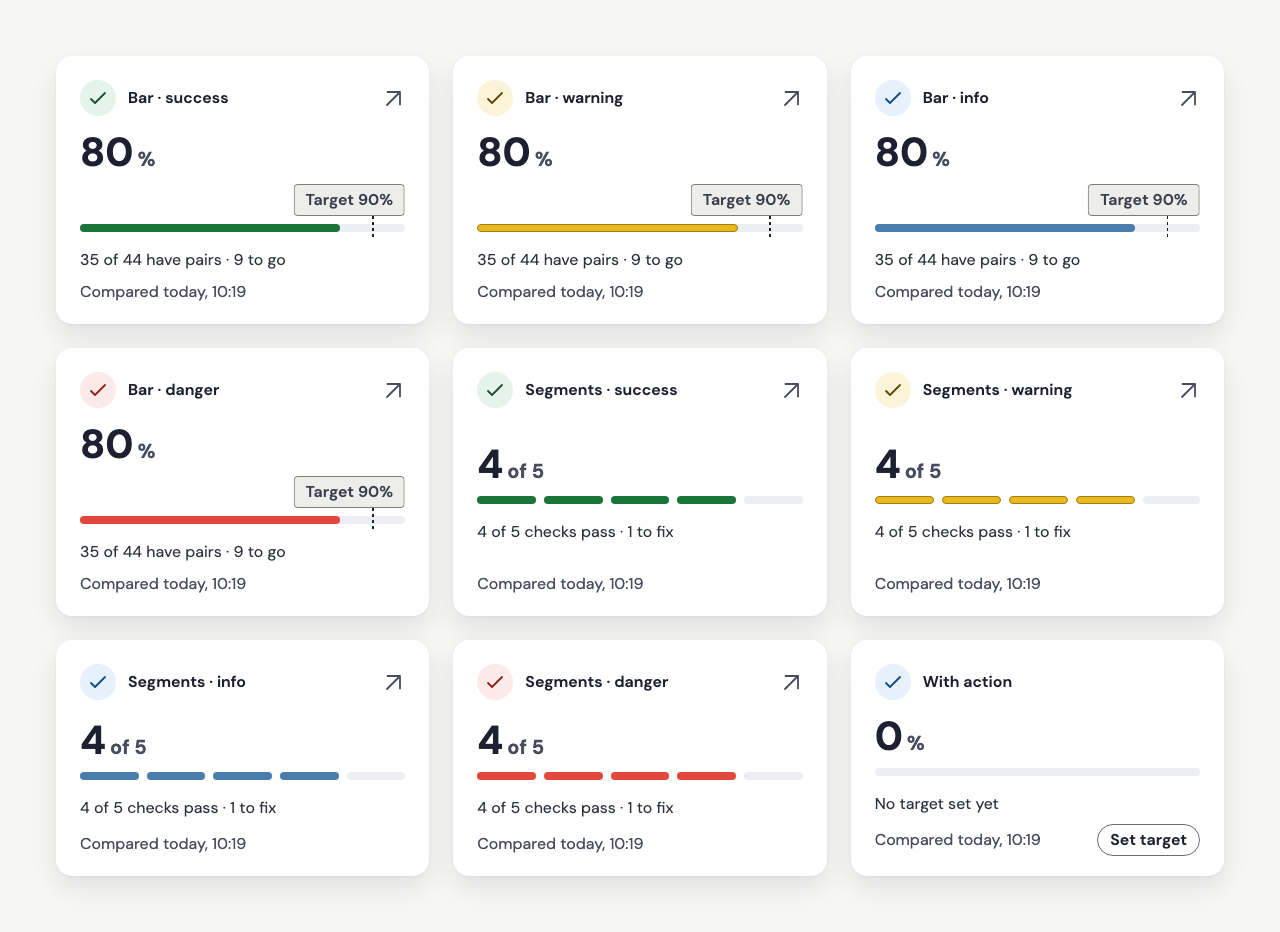 Bar · success
80 %
Target 90%
35 of 44 have pairs · 9 to go
Compared today, 10:19
Bar · warning
80 %
Target 90%
35 of 44 have pairs · 9 to go
Compared today, 10:19
Bar · info
80 %
Target 90%
35 of 44 have pairs · 9 to go
Compared today, 10:19
Bar · danger
80 %
Target 90%
35 of 44 have pairs · 9 to go
Compared today, 10:19
Segments · success
4 of 5
4 of 5 checks pass · 1 to fix
Compared today, 10:19
Segments · warning
4 of 5
4 of 5 checks pass · 1 to fix
Compared today, 10:19
Segments · info
4 of 5
4 of 5 checks pass · 1 to fix
Compared today, 10:19
Segments · danger
4 of 5
4 of 5 checks pass · 1 to fix
Compared today, 10:19
With action
0 %
No target set yet
Compared today, 10:19
Set target